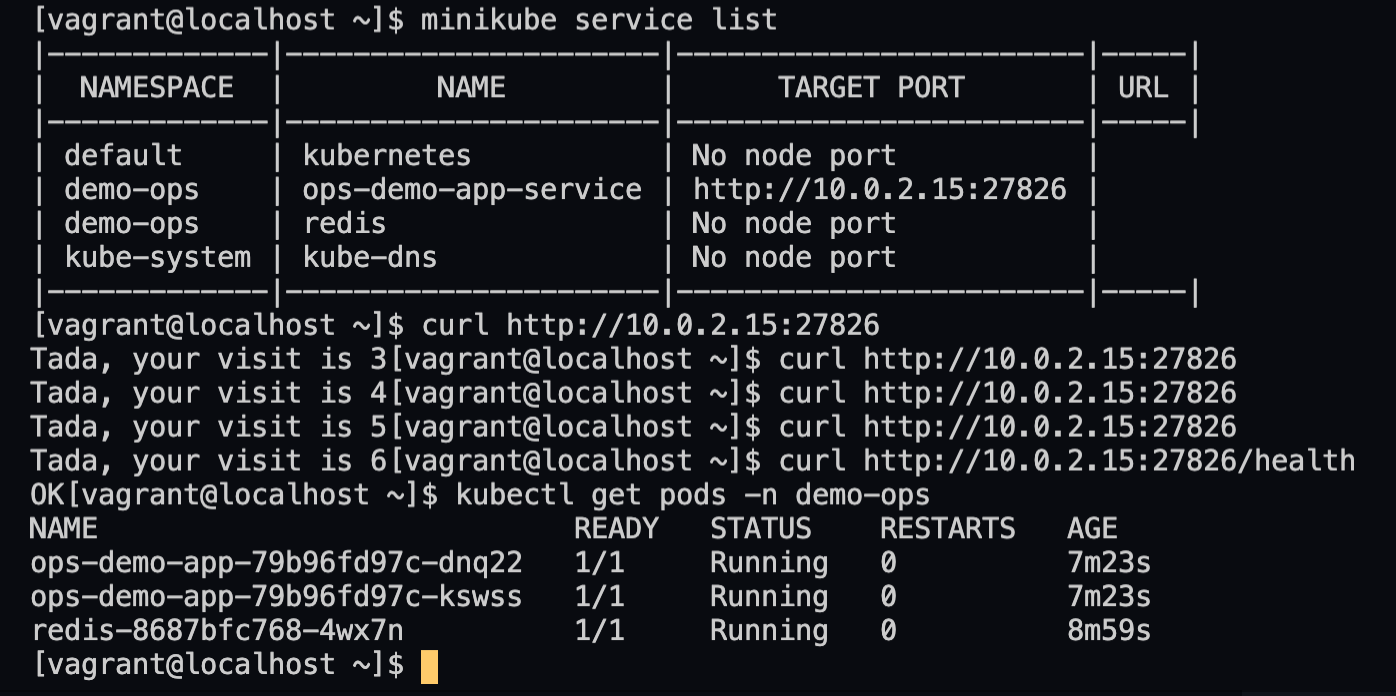 [vagrant@localhost ~]$ minikube service list
|-------------|----------------------|------------------------|-----|
|  NAMESPACE  |         NAME         |      TARGET PORT       | URL |
|-------------|----------------------|------------------------|-----|
| default     | kubernetes           | No node port           |
| demo-ops    | ops-demo-app-service | http://10.0.2.15:27826 |
| demo-ops    | redis                | No node port           |
| kube-system | kube-dns             | No node port           |
|-------------|----------------------|------------------------|-----|
[vagrant@localhost ~]$ curl http://10.0.2.15:27826
Tada, your visit is 3[vagrant@localhost ~]$ curl http://10.0.2.15:27826
Tada, your visit is 4[vagrant@localhost ~]$ curl http://10.0.2.15:27826
Tada, your visit is 5[vagrant@localhost ~]$ curl http://10.0.2.15:27826
Tada, your visit is 6[vagrant@localhost ~]$ curl http://10.0.2.15:27826/health
OK[vagrant@localhost ~]$ kubectl get pods -n demo-ops
NAME                            READY   STATUS    RESTARTS   AGE
ops-demo-app-79b96fd97c-dnq22   1/1     Running   0          7m23s
ops-demo-app-79b96fd97c-kswss   1/1     Running   0          7m23s
redis-8687bfc768-4wx7n          1/1     Running   0          8m59s
[vagrant@localhost ~]$